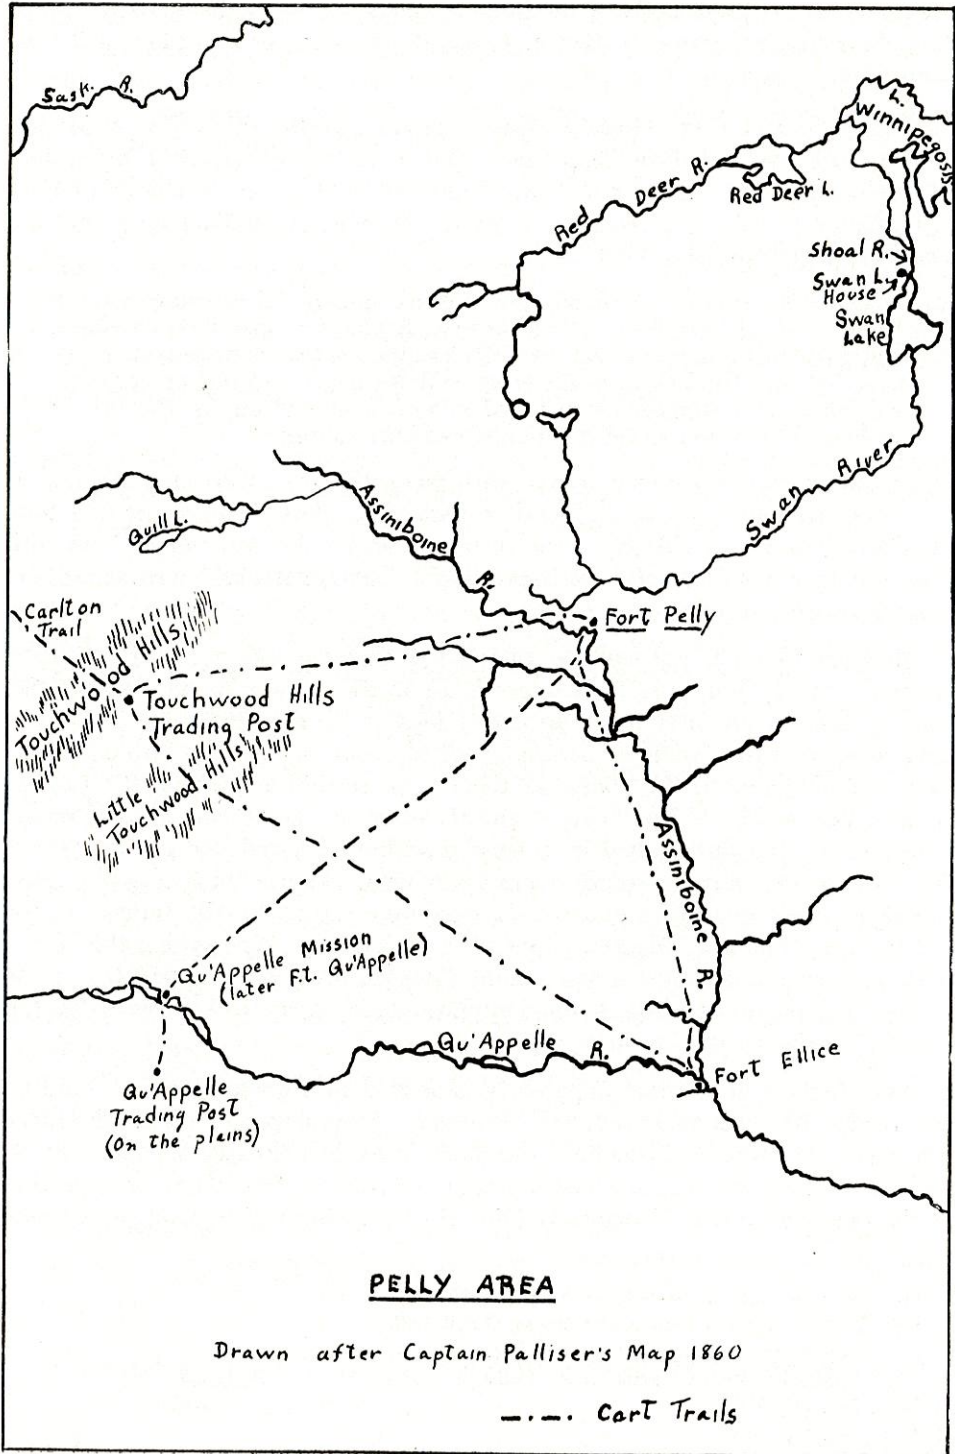 Sask. R.
L. Winnipegosis
Red Deer R.
Red Deer L.
Shoal R.
Swan L.
House
Swan
Lake
Swan River
Quill L.
Assiniboine R.
Carlton
Trail
Fort Pelly
Touchwood Hills
Touchwood Hills
Trading Post
Little
Touchwood Hills
Assiniboine R.
Qu'Appelle Mission
(later Ft. Qu'Appelle)
Qu'Appelle R.
Fort Ellice
Qu'Appelle
Trading Post
(On the plains)
PELLY AREA
Drawn after Captain Palliser's Map 1860
Cart Trails